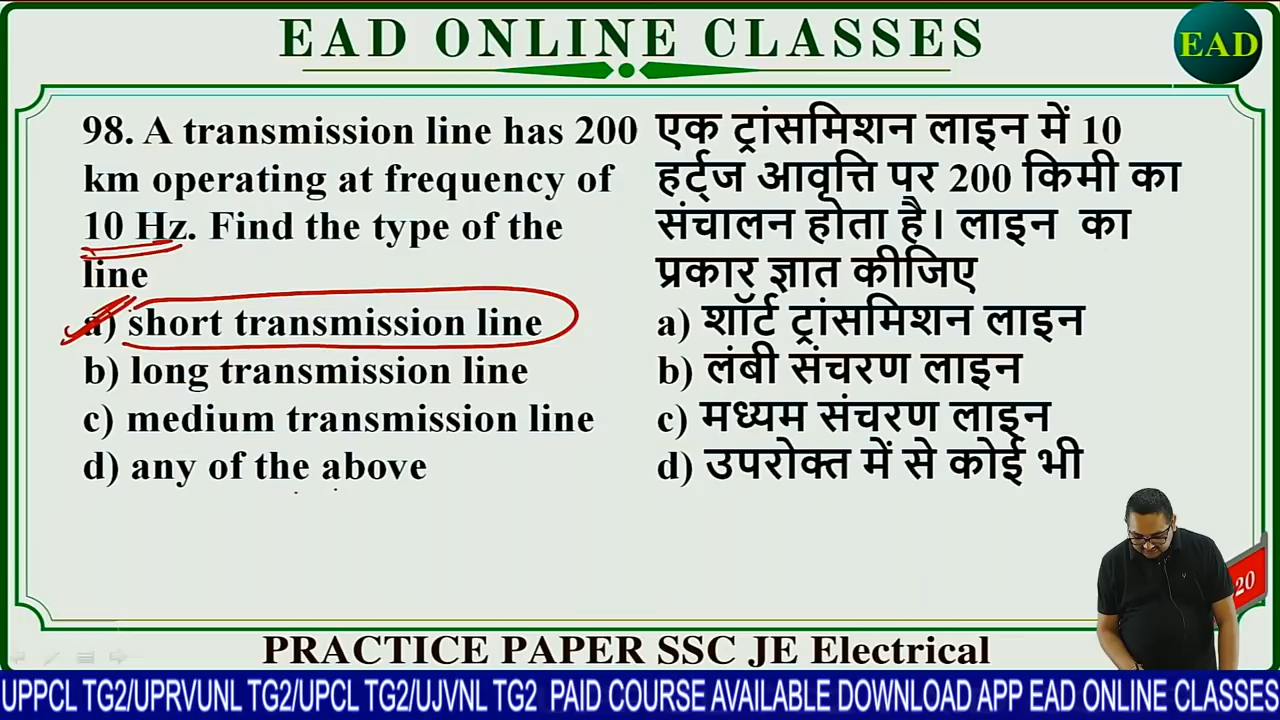 EAD ONLINE CLASSES
EAD
98. A transmission line has 200
km operating at frequency of
10 Hz. Find the type of the
line
a) short transmission line
b) long transmission line
c) medium transmission line
d) any of the above
एक ट्रांसमिशन लाइन में 10
हर्ट्ज आवृत्ति पर 200 किमी का
संचालन होता है। लाइन का
प्रकार ज्ञात कीजिए
a) शॉर्ट ट्रांसमिशन लाइन
b) लंबी संचरण लाइन
c) मध्यम संचरण लाइन
d) उपरोक्त में से कोई भी
20
PRACTICE PAPER SSC JE Electrical
UPPCL TG2/UPRVUNL TG2/UPCL TG2/UJVNL TG2 PAID COURSE AVAILABLE DOWNLOAD APP EAD ONLINE CLASSES